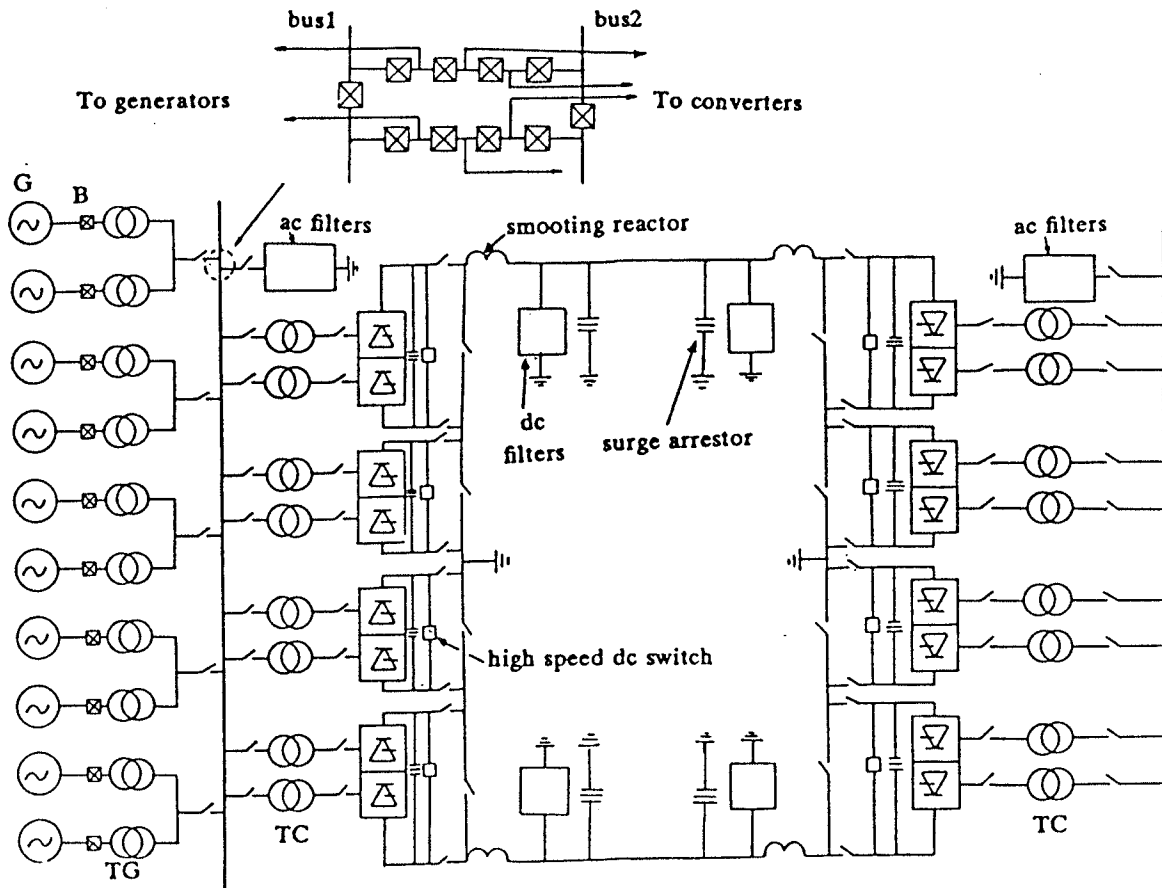 bus1
bus2
To generators
To converters
G
B
ac filters
smooting reactor
ac filters
dc
filters
surge arrestor
high speed dc switch
TC
TC
TG